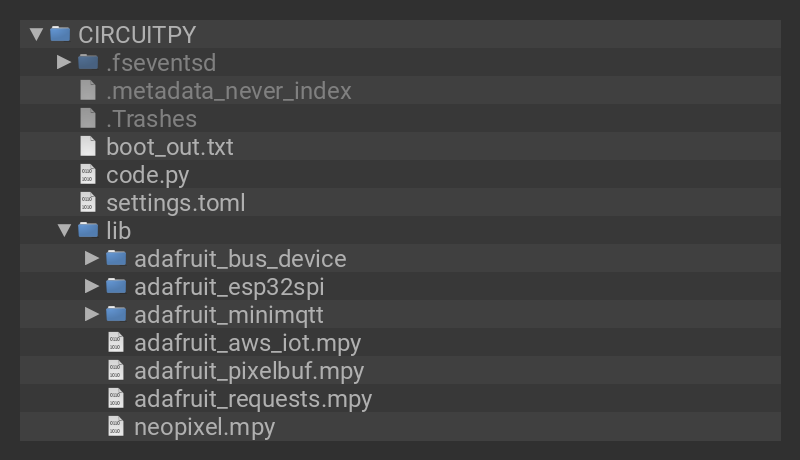 CIRCUITPY
.fseventsd
.metadata_never_index
.Trashes
boot_out.txt
code.py
settings.toml
lib
adafruit_bus_device
adafruit_esp32spi
adafruit_minimqtt
adafruit_aws_iot.mpy
adafruit_pixelbuf.mpy
adafruit_requests.mpy
neopixel.mpy